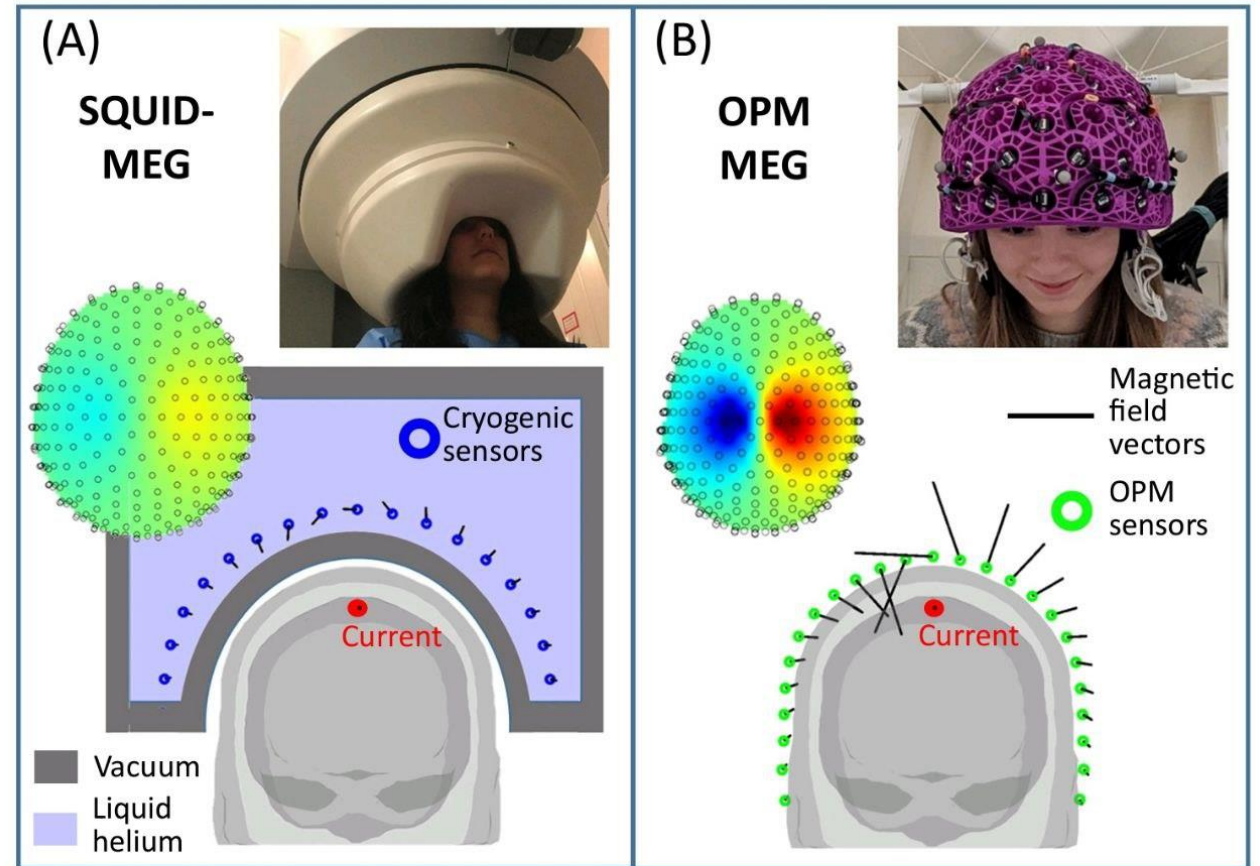 (A)
SQUID-
MEG
Cryogenic
sensors
Current
Vacuum
Liquid
helium
(B)
OPM
MEG
Magnetic
field
vectors
OPM
sensors
Current